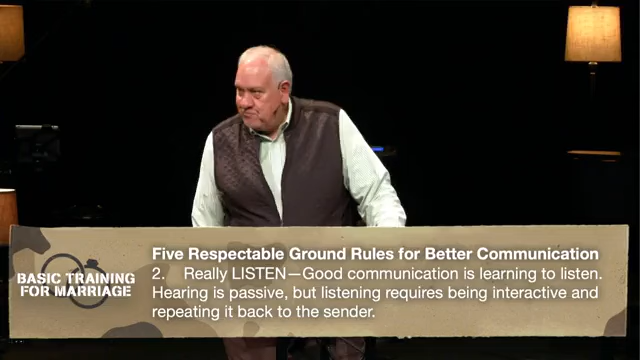 BASIC TRAINING
FOR MARRIAGE
Five Respectable Ground Rules for Better Communication
2. Really LISTEN—Good communication is learning to listen.
Hearing is passive, but listening requires being interactive and
repeating it back to the sender.